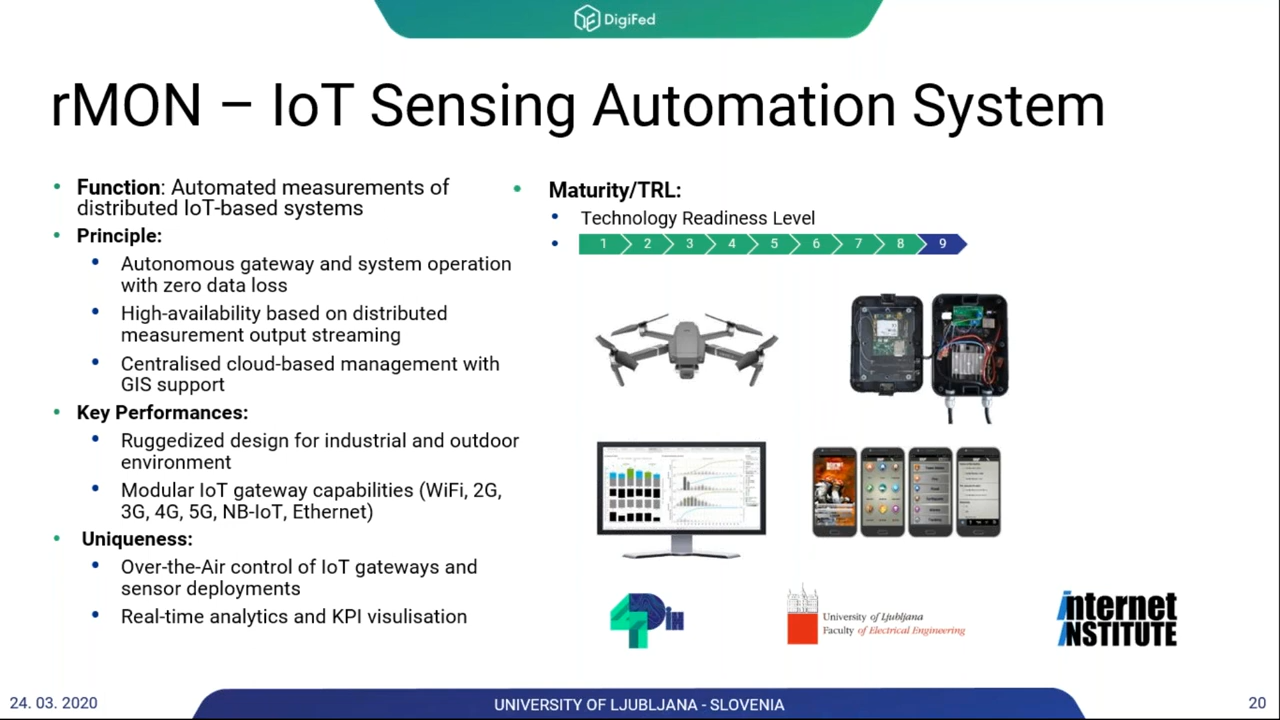 DigiFed
rMON – IoT Sensing Automation System
• Function: Automated measurements of
distributed IoT-based systems
• Principle:
• Autonomous gateway and system operation
with zero data loss
• High-availability based on distributed
measurement output streaming
• Centralised cloud-based management with
GIS support
• Key Performances:
• Ruggedized design for industrial and outdoor
environment
• Modular IoT gateway capabilities (WiFi, 2G,
3G, 4G, 5G, NB-IoT, Ethernet)
• Uniqueness:
• Over-the-Air control of IoT gateways and
sensor deployments
• Real-time analytics and KPI visulisation
• Maturity/TRL:
• Technology Readiness Level
• 1 2 3 4 5 6 7 8 9
4PDIH
University of Ljubljana
Faculty of Electrical Engineering
internet
iNSTITUTE
24. 03. 2020
UNIVERSITY OF LJUBLJANA - SLOVENIA
20